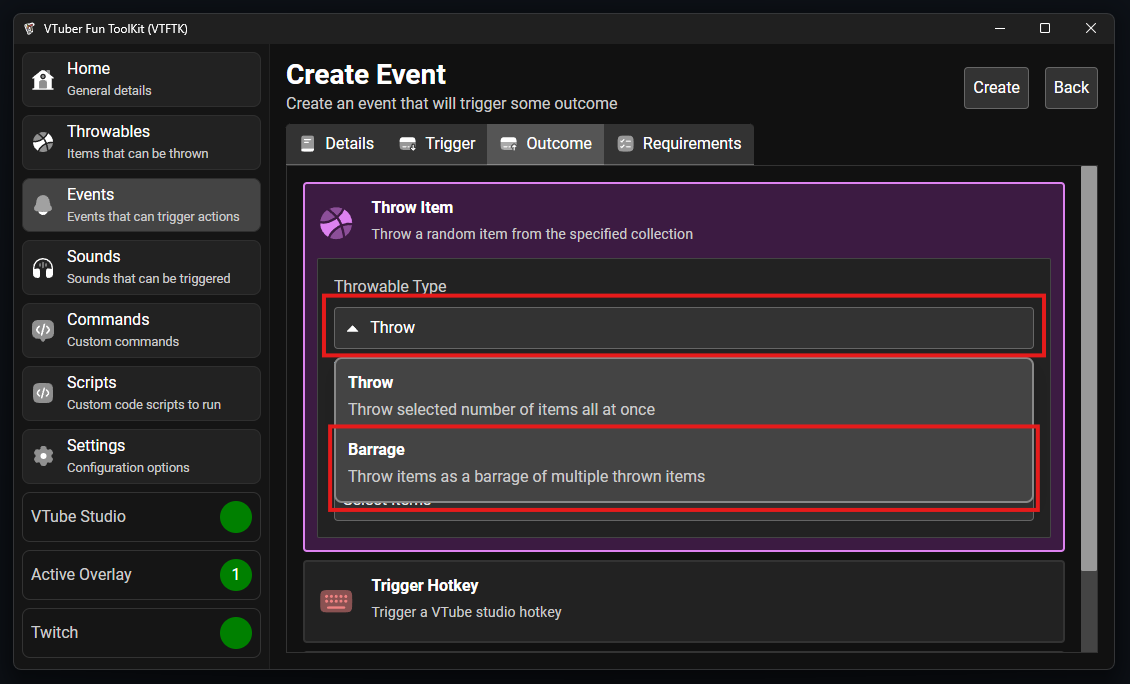 VTuber Fun ToolKit (VTFTK)
Home
General details
Throwables
Items that can be thrown
Events
Events that can trigger actions
Sounds
Sounds that can be triggered
Commands
Custom commands
Scripts
Custom code scripts to run
Settings
Configuration options
VTube Studio
Active Overlay
1
Twitch
Create Event
Create an event that will trigger some outcome
Create
Back
Details
Trigger
Outcome
Requirements
Throw Item
Throw a random item from the specified collection
Throwable Type
Throw
Throw
Throw selected number of items all at once
Barrage
Throw items as a barrage of multiple thrown items
Select Items
Trigger Hotkey
Trigger a VTube studio hotkey